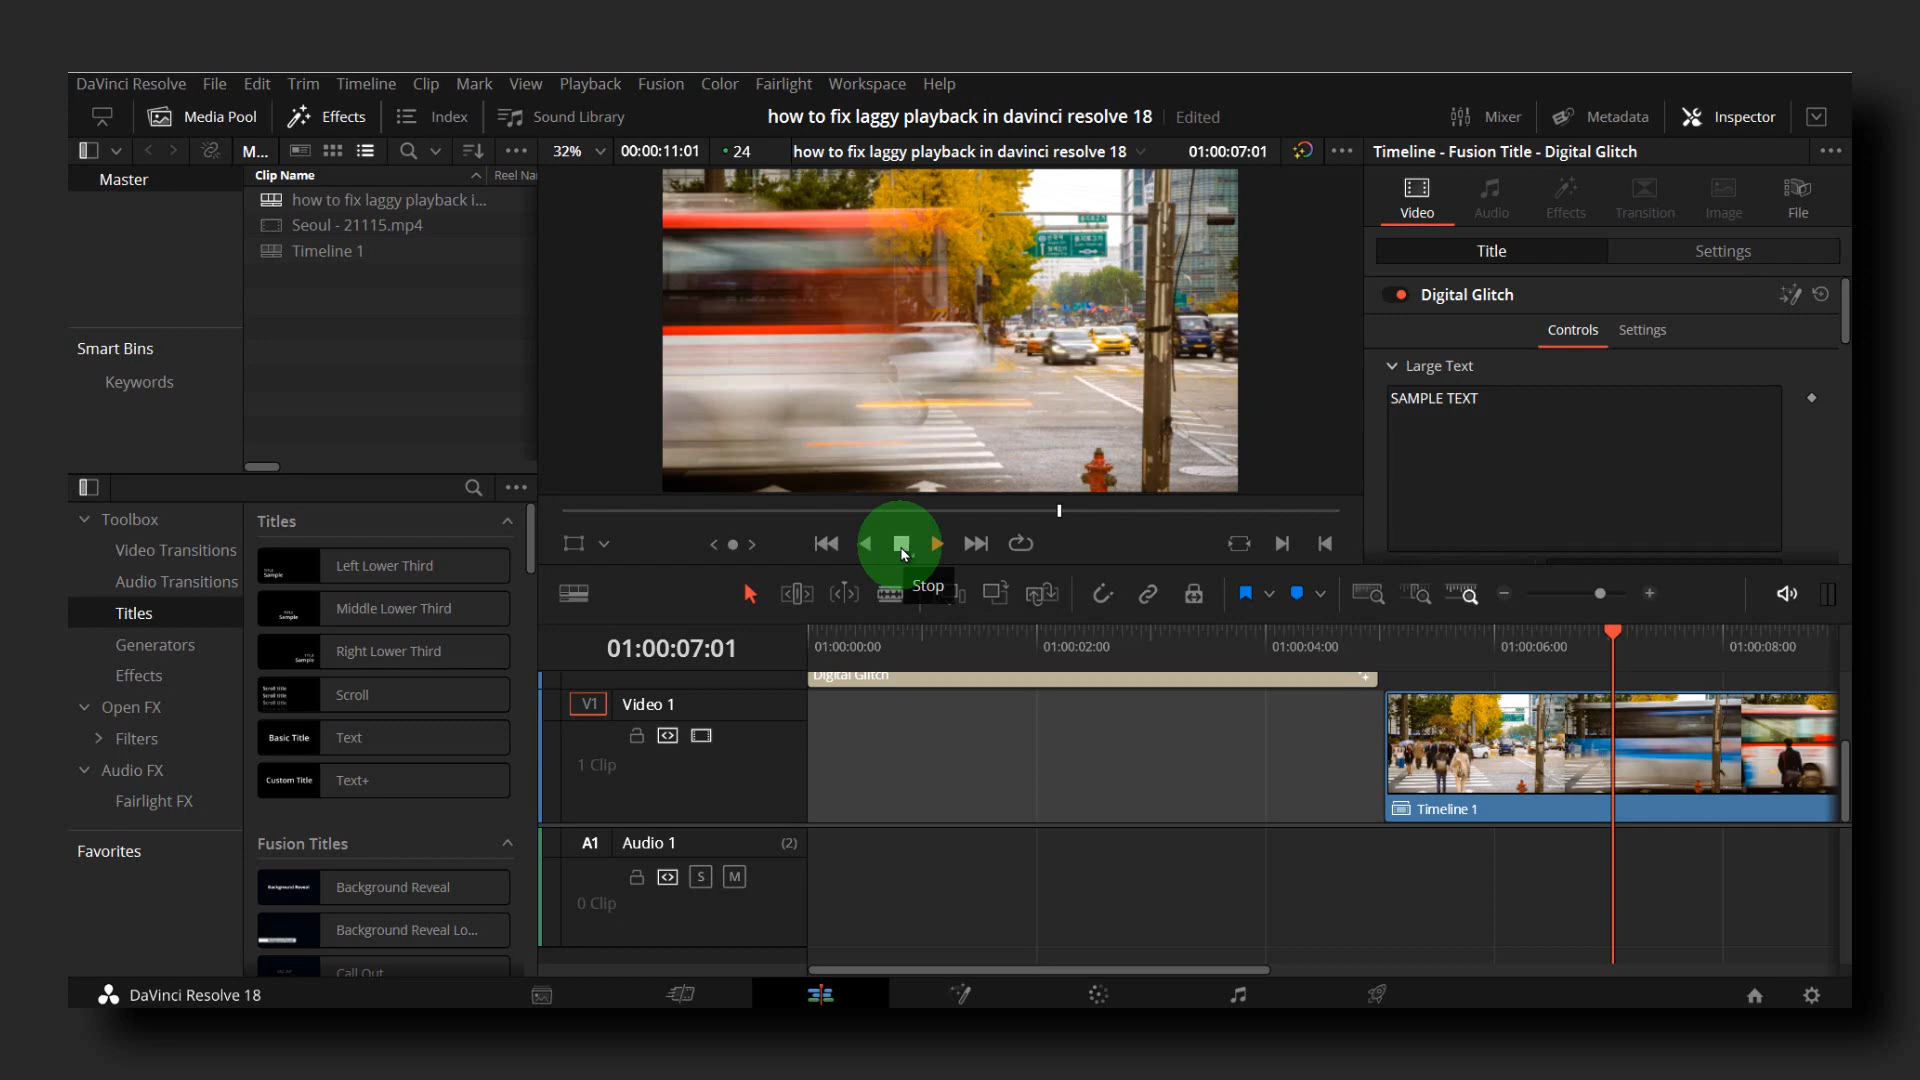 DaVinci Resolve File Edit Trim Timeline Clip Mark View Playback Fusion Color Fairlight Workspace Help
Media Pool Effects Index Sound Library how to fix laggy playback in davinci resolve 18 Edited Mixer Metadata Inspector
M... 32% 00:00:11:01 24 how to fix laggy playback in davinci resolve 18 01:00:07:01 Timeline - Fusion Title - Digital Glitch
Master Clip Name Reel Na
how to fix laggy playback i...
Seoul - 21115.mp4
Timeline 1
Video Audio Effects Transition Image File
Title Settings
Digital Glitch
Controls Settings
Large Text
SAMPLE TEXT
Smart Bins
Keywords
Toolbox
Video Transitions
Audio Transitions
Titles
Generators
Effects
Open FX
Filters
Audio FX
Fairlight FX
Favorites
Titles
Left Lower Third
Middle Lower Third
Right Lower Third
Scroll
Basic Title Text
Custom Title Text+
Fusion Titles
Background Reveal Background Reveal
Background Reveal Lo...
Call Out
Stop
01:00:07:01 01:00:00:00 01:00:02:00 01:00:04:00 01:00:06:00 01:00:08:00
Digital Glitch
V1 Video 1
1 Clip
Timeline 1
A1 Audio 1 (2)
S M
0 Clip
DaVinci Resolve 18